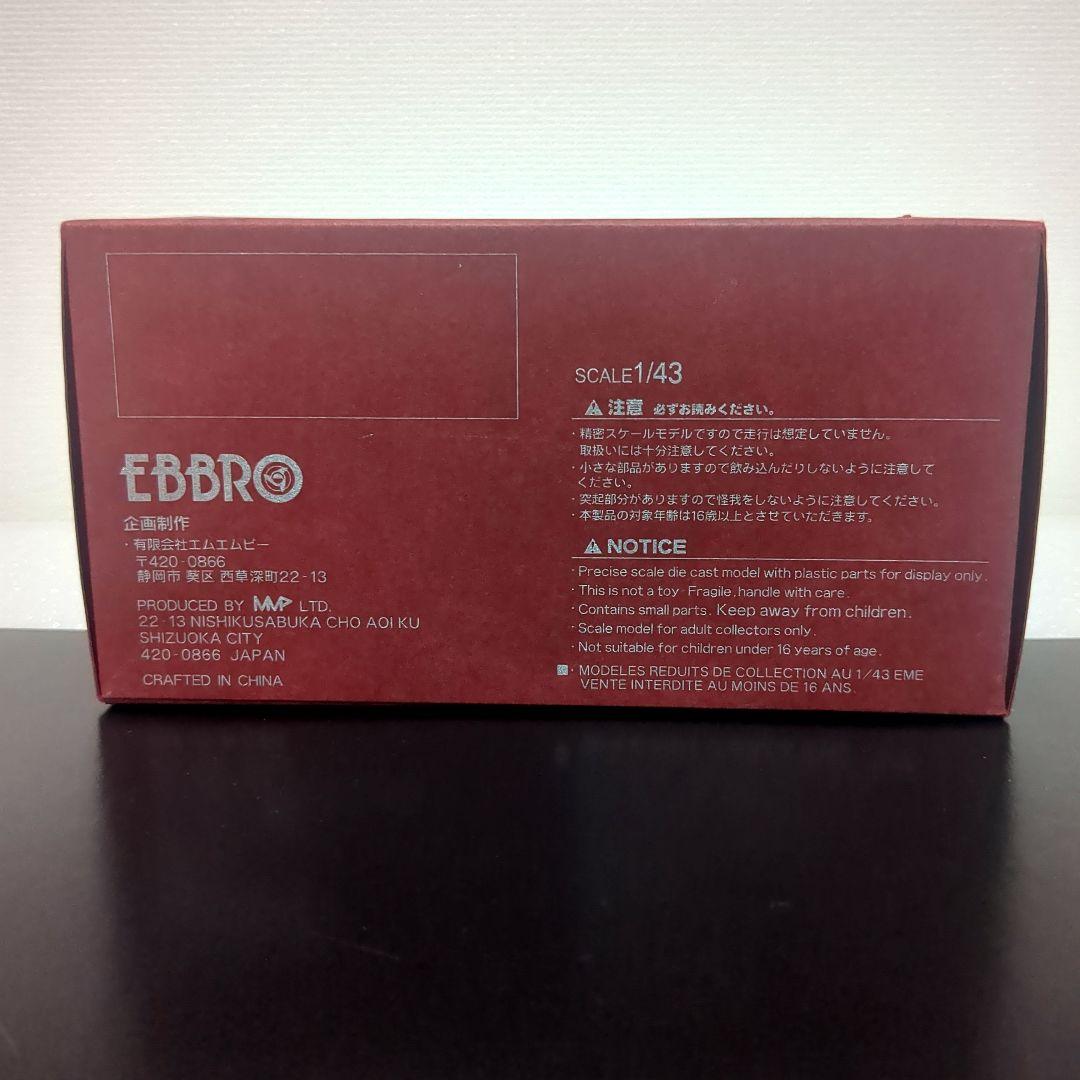 EBBRO
企画制作
・有限会社エムエムピー
〒420-0866
静岡市 葵区 西草深町22-13
PRODUCED BY MMP LTD.
22-13 NISHIKUSABUKA CHO AOI KU
SHIZUOKA CITY
420-0866 JAPAN
CRAFTED IN CHINA
SCALE1/43
注意 必ずお読みください。
・精密スケールモデルですので走行は想定していません。
取扱いには十分注意してください。
・小さな部品がありますので飲み込んだりしないように注意して
ください。
・突起部分がありますので怪我をしないように注意してください。
・本製品の対象年齢は16歳以上とさせていただきます。
NOTICE
・Precise scale die cast model with plastic parts for display only.
・This is not a toy Fragile, handle with care.
・Contains small parts. Keep away from children.
・Scale model for adult collectors only.
・Not suitable for children under 16 years of age.
・MODELES REDUITS DE COLLECTION AU 1/43 EME
VENTE INTERDITE AU MOINS DE 16 ANS.